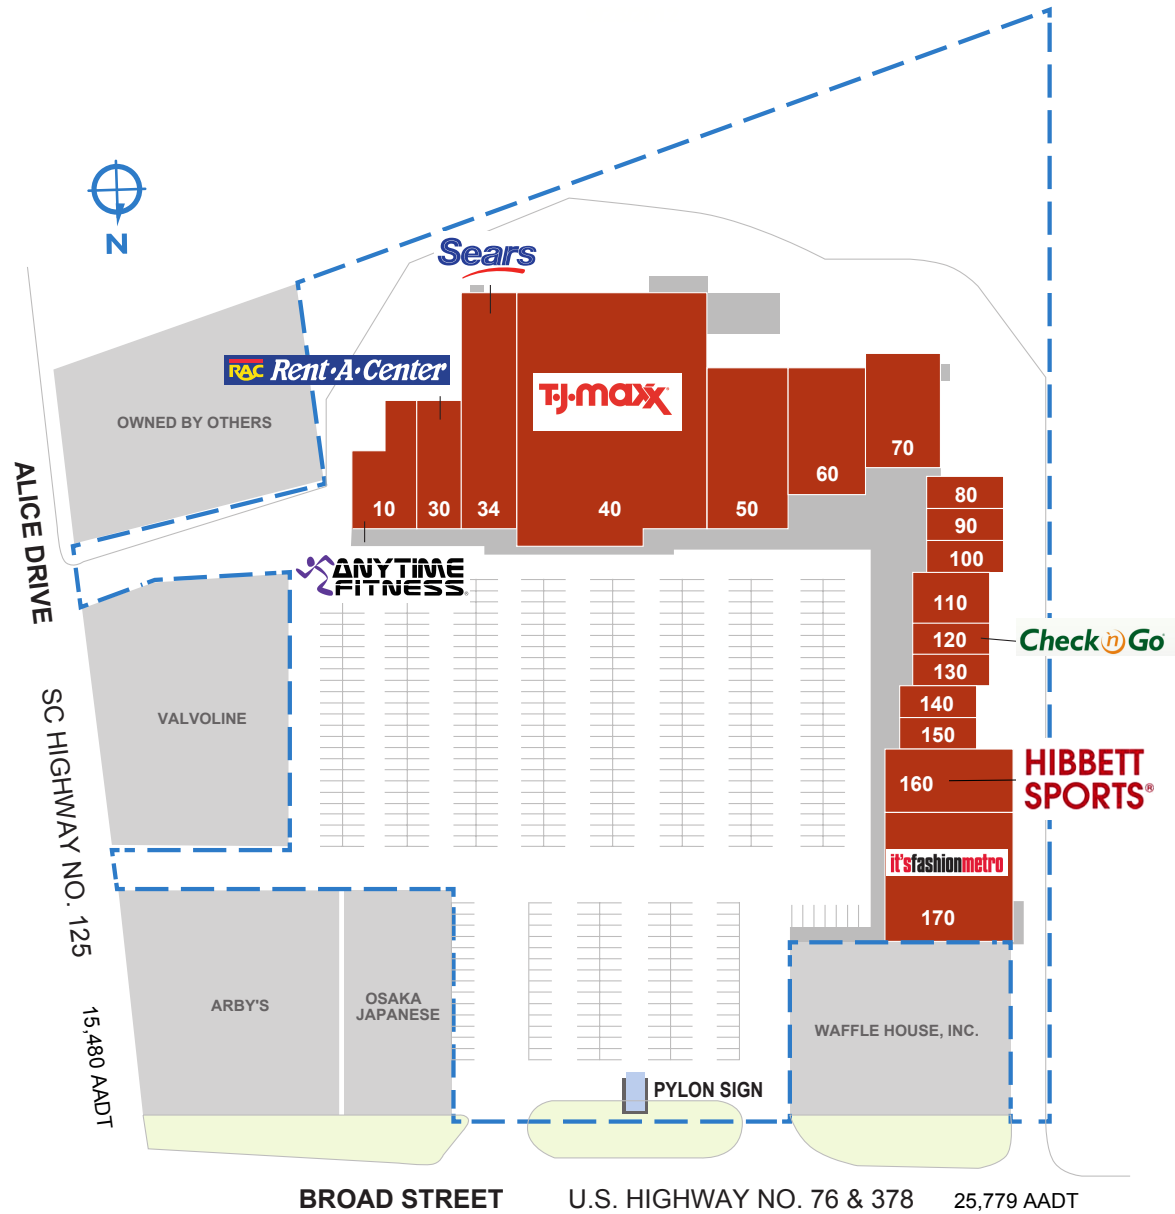 N
Sears
RAC Rent·A·Center
T·J·maxx
OWNED BY OTHERS
70
60
10
30
34
40
50
80
90
100
ANYTIME
FITNESS®
110
120
Check 'n Go
130
140
150
160
HIBBETT
SPORTS®
it'sfashionmetro
170
ALICE DRIVE
SC HIGHWAY NO. 125
15,480 AADT
VALVOLINE
ARBY'S
OSAKA
JAPANESE
WAFFLE HOUSE, INC.
PYLON SIGN
BROAD STREET U.S. HIGHWAY NO. 76 & 378 25,779 AADT